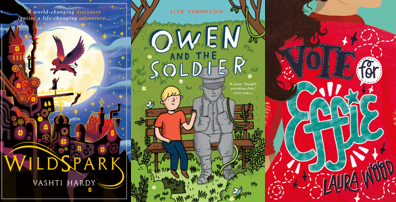 A world-changing discovery
ignites a life-changing adventure...
WILDSPARK
VASHTI HARDY
LISA THOMPSON
OWEN
AND THE
SOLDIER
VOTE
for
Effie
LAURA WOOD